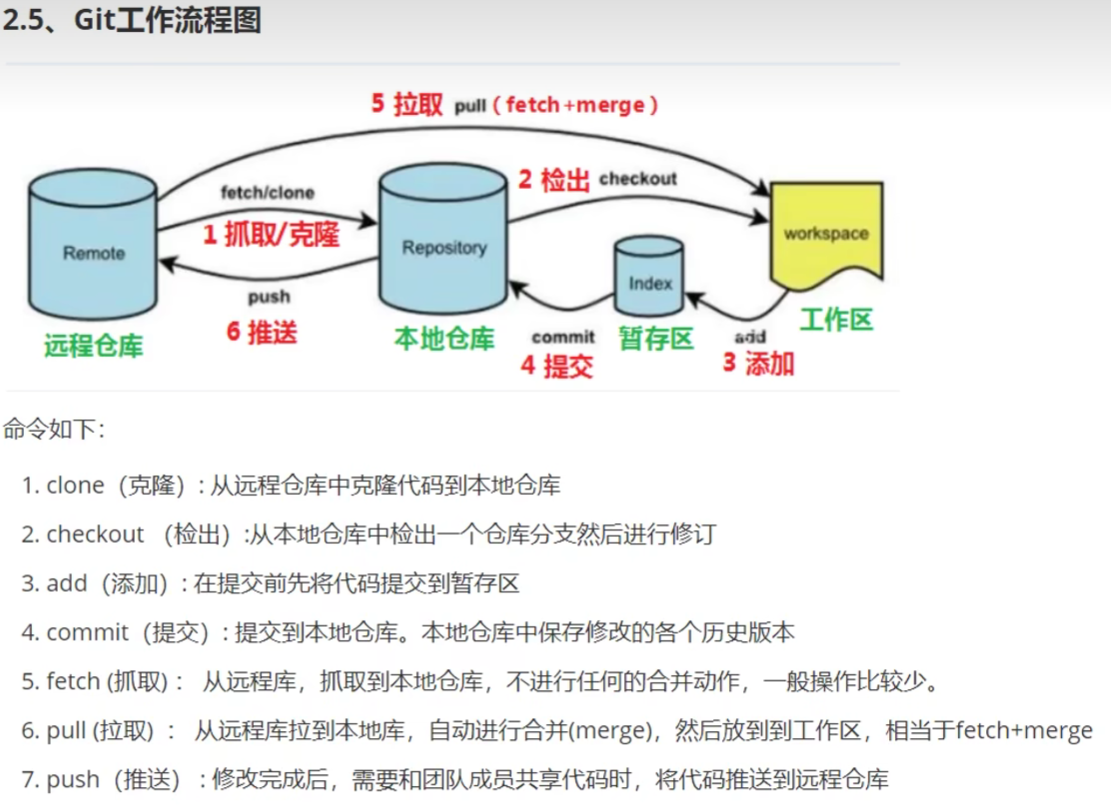 2.5、Git工作流程图
5 拉取 pull（fetch+merge）
fetch/clone
1 抓取/克隆
2 检出 checkout
Remote
Repository
Index
workspace
push
6 推送
commit
4 提交
add
3 添加
远程仓库
本地仓库
暂存区
工作区
命令如下：
1. clone（克隆）: 从远程仓库中克隆代码到本地仓库
2. checkout （检出）:从本地仓库中检出一个仓库分支然后进行修订
3. add（添加）: 在提交前先将代码提交到暂存区
4. commit（提交）: 提交到本地仓库。本地仓库中保存修改的各个历史版本
5. fetch (抓取) ： 从远程库，抓取到本地仓库，不进行任何的合并动作，一般操作比较少。
6. pull (拉取) ： 从远程库拉到本地库，自动进行合并(merge)，然后放到到工作区，相当于fetch+merge
7. push（推送） : 修改完成后，需要和团队成员共享代码时，将代码推送到远程仓库